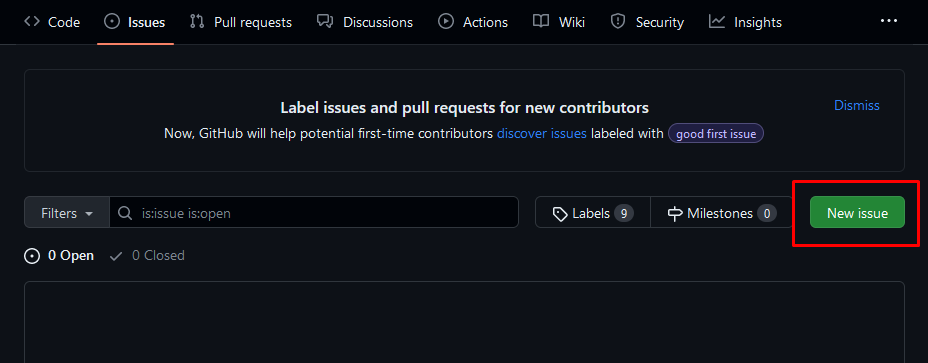 Code Issues Pull requests Discussions Actions Wiki Security Insights ...
Label issues and pull requests for new contributors Dismiss
Now, GitHub will help potential first-time contributors discover issues labeled with good first issue
Filters is:issue is:open Labels 9 Milestones 0 New issue
0 Open 0 Closed